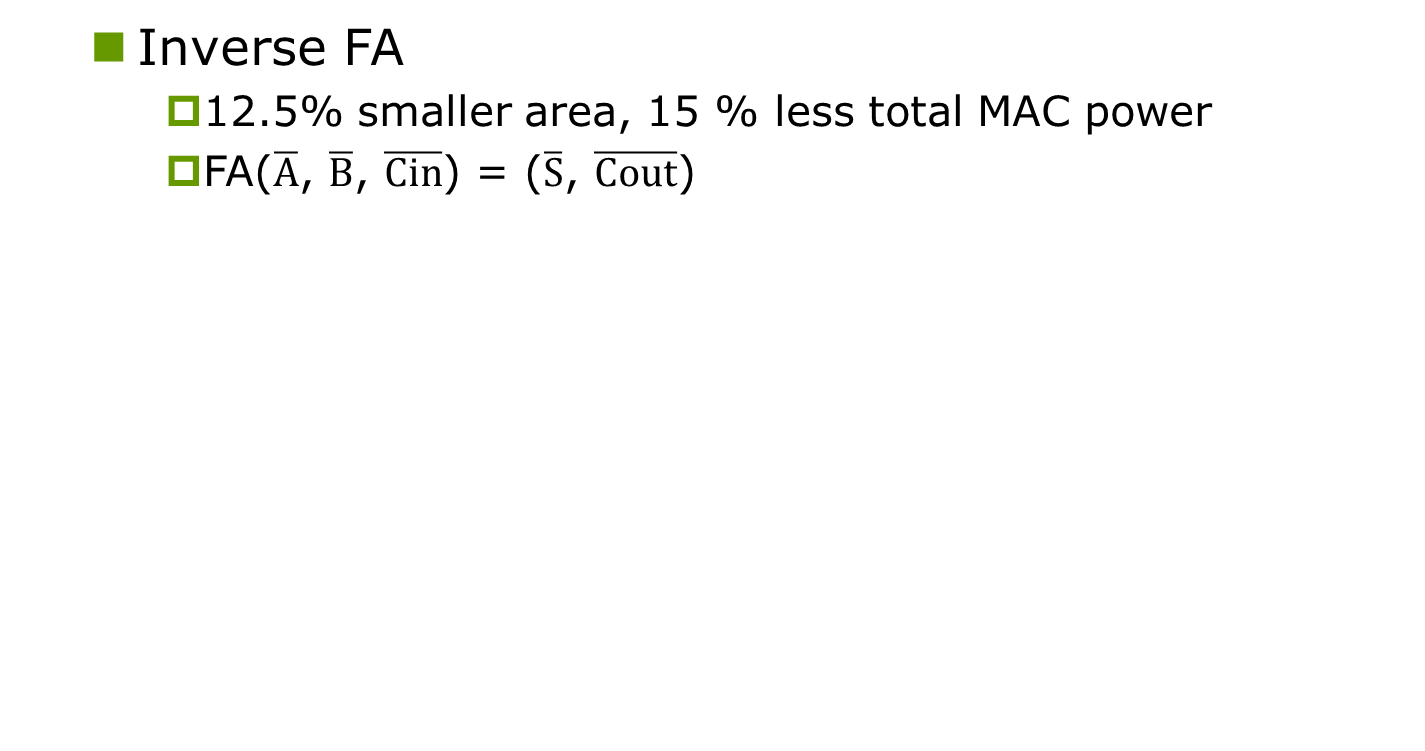 Inverse FA
12.5% smaller area, 15 % less total MAC power
FA(A̅, B̅, C̅i̅n̅) = (S̅, C̅o̅u̅t̅)